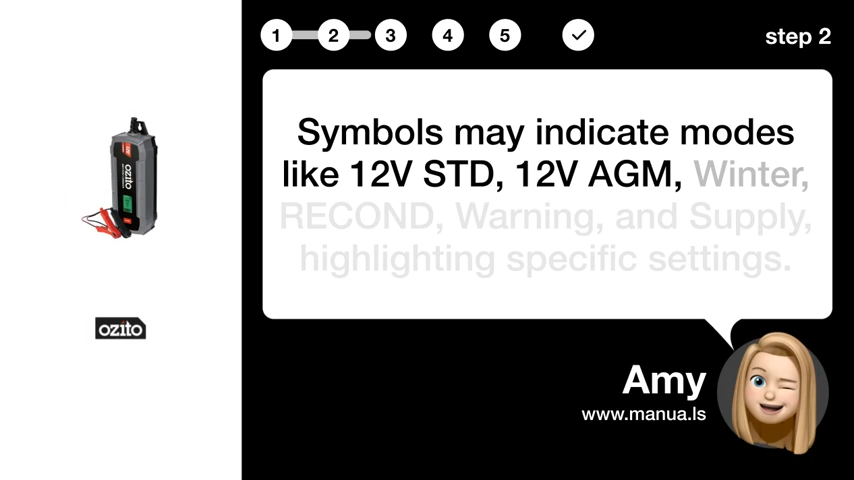 1 2 3 4 5
step 2
Symbols may indicate modes
like 12V STD, 12V AGM, Winter,
RECOND, Warning, and Supply,
highlighting specific settings.
ozito
ozito
Amy
www.manua.ls